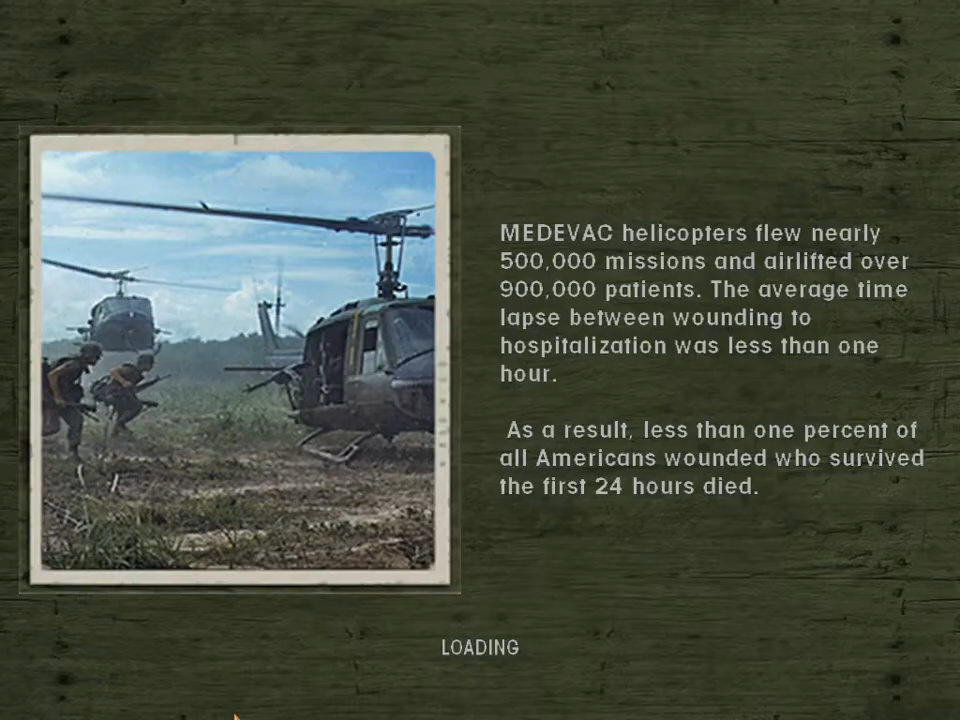 MEDEVAC helicopters flew nearly
500,000 missions and airlifted over
900,000 patients. The average time
lapse between wounding to
hospitalization was less than one
hour.
As a result, less than one percent of
all Americans wounded who survived
the first 24 hours died.
LOADING